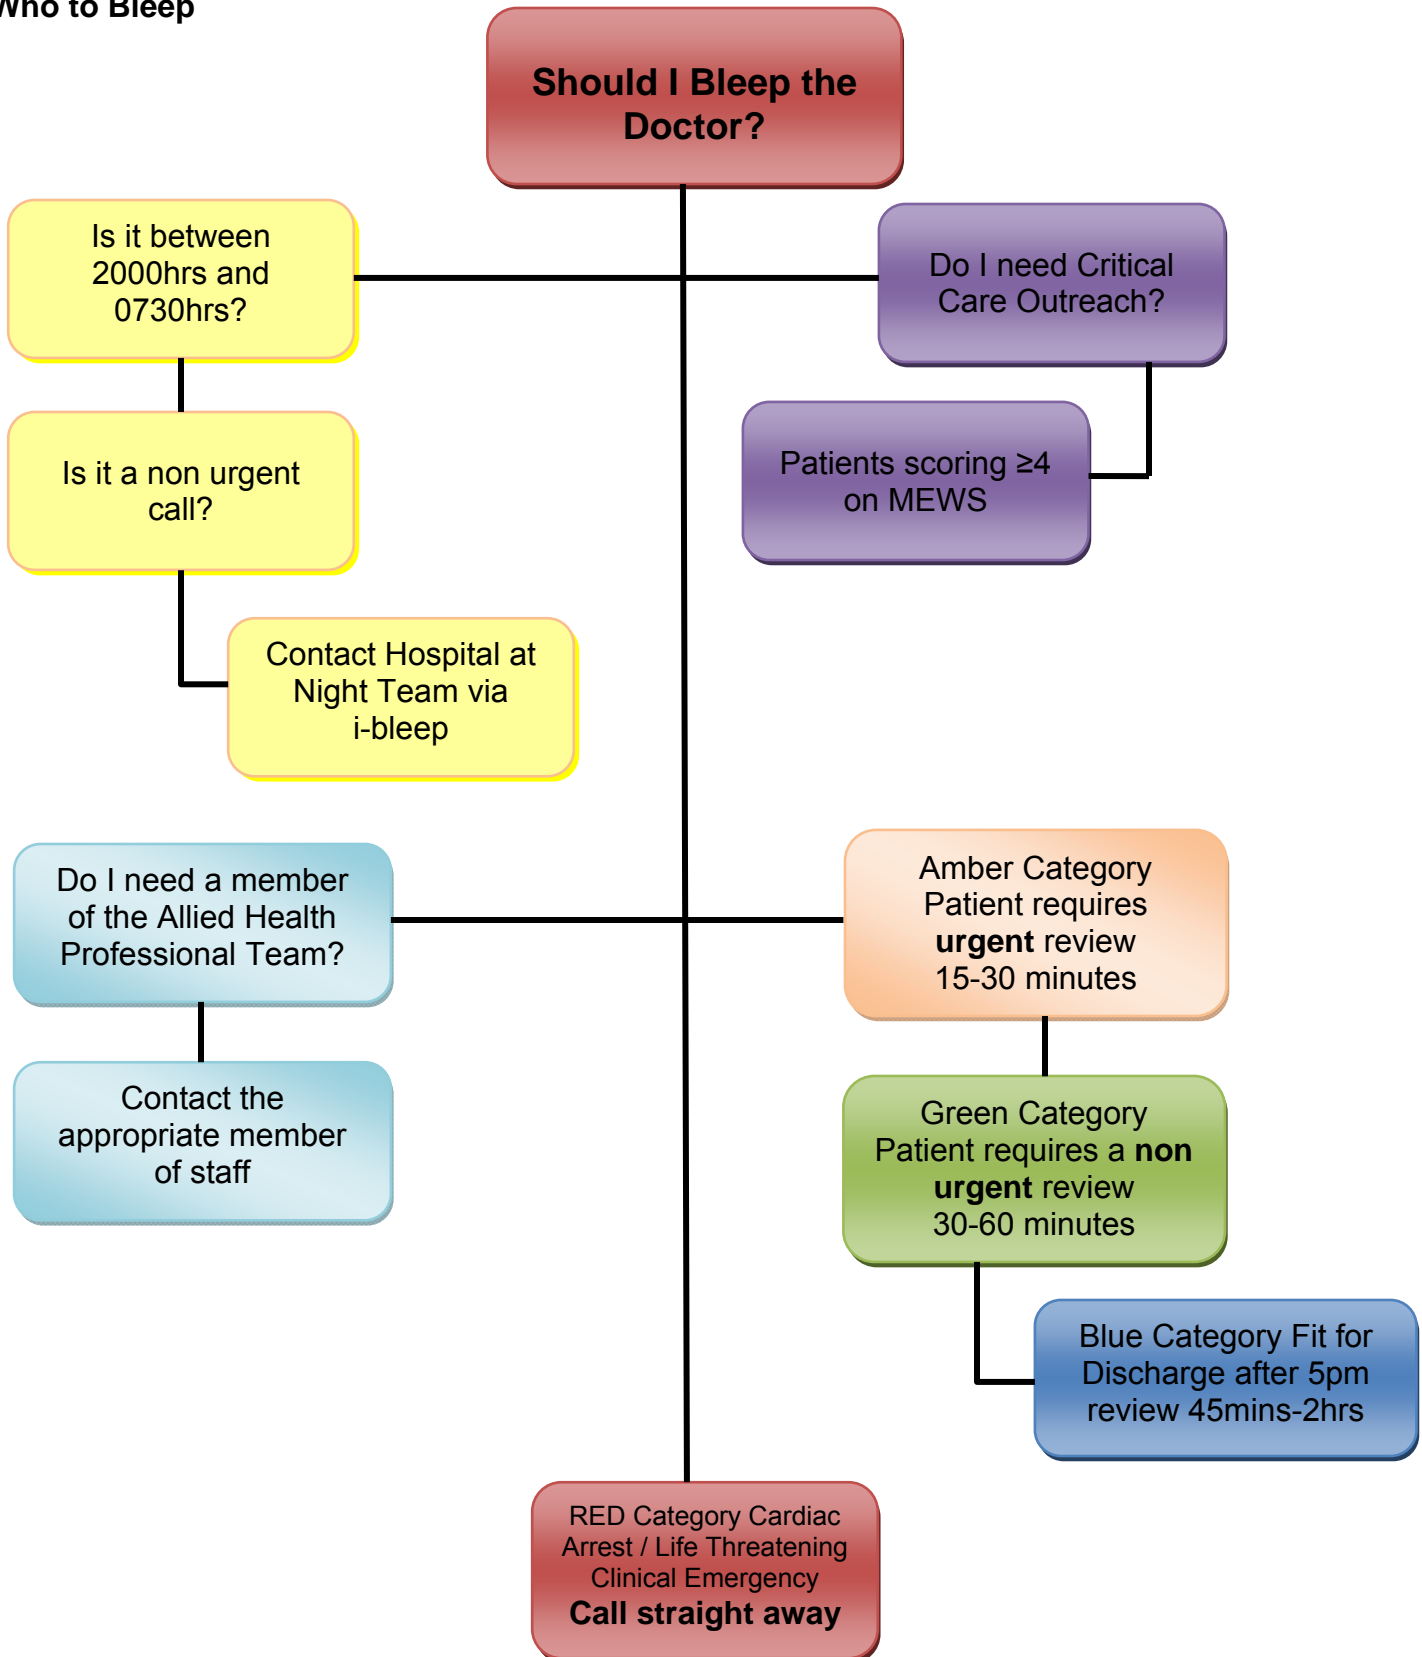 Who to Bleep
Should I Bleep the
Doctor?
Is it between
2000hrs and
0730hrs?
Do I need Critical
Care Outreach?
Is it a non urgent
call?
Patients scoring ≥4
on MEWS
Contact Hospital at
Night Team via
i-bleep
Do I need a member
of the Allied Health
Professional Team?
Contact the
appropriate member
of staff
Amber Category
Patient requires
urgent review
15-30 minutes
Green Category
Patient requires a non
urgent review
30-60 minutes
Blue Category Fit for
Discharge after 5pm
review 45mins-2hrs
RED Category Cardiac
Arrest / Life Threatening
Clinical Emergency
Call straight away